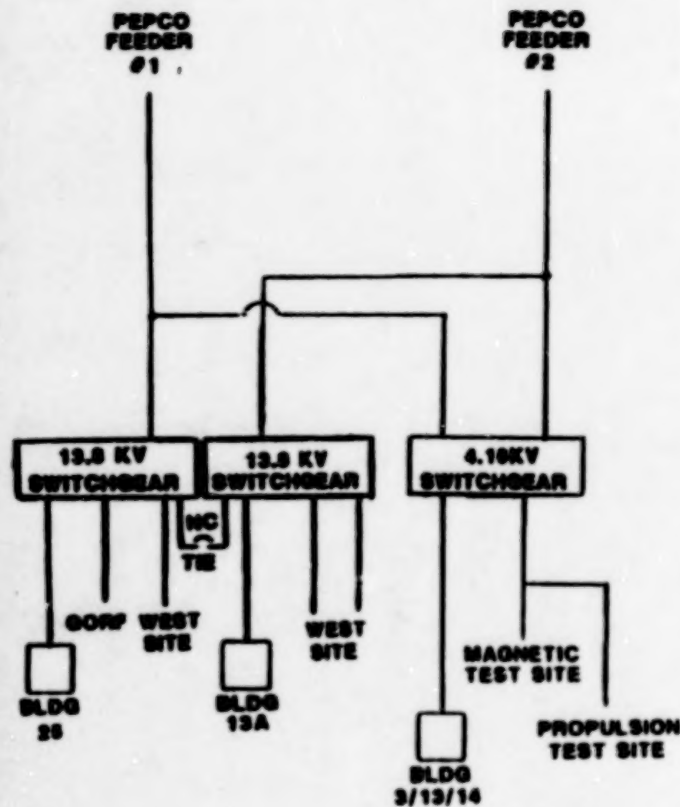 PEPCO
FEEDER
#1
PEPCO
FEEDER
#2
13.8 KV
SWITCHGEAR
13.8 KV
SWITCHGEAR
4.16KV
SWITCHGEAR
NC
TIE
GORF
WEST
SITE
WEST
SITE
MAGNETIC
TEST SITE
PROPULSION
TEST SITE
BLDG
25
BLDG
13A
BLDG
3/13/14